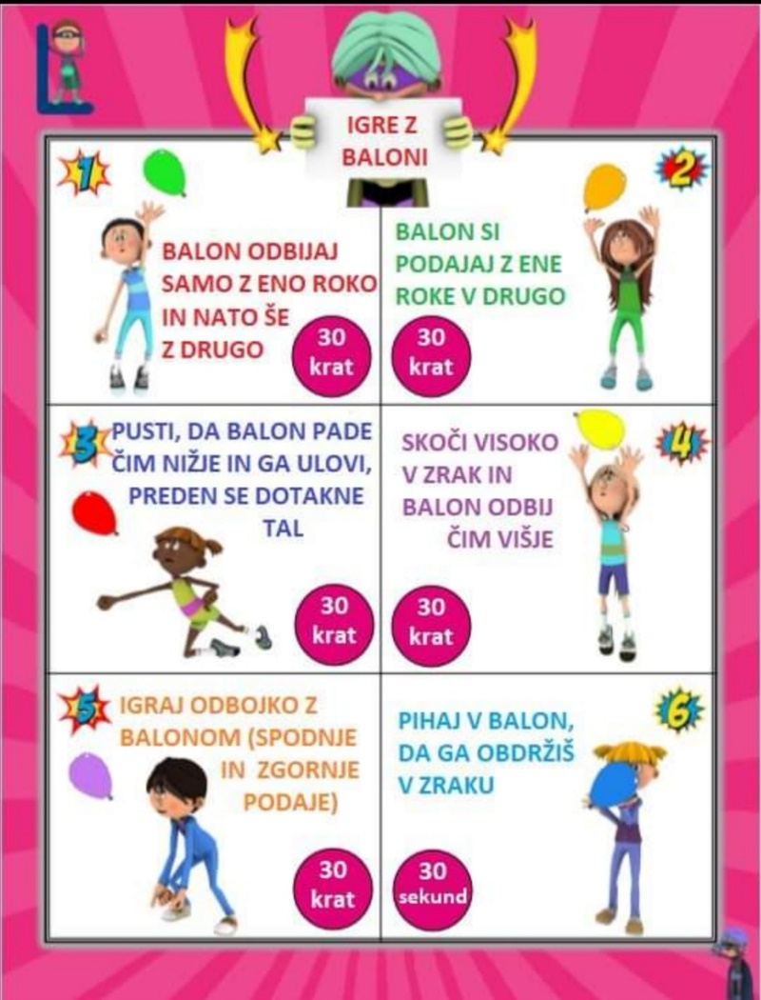 IGRE Z
BALONI
1
BALON ODBIJAJ
SAMO Z ENO ROKO
IN NATO ŠE
Z DRUGO
30
krat
2
BALON SI
PODAJAJ Z ENE
ROKE V DRUGO
30
krat
3
PUSTI, DA BALON PADE
ČIM NIŽJE IN GA ULOVI,
PREDEN SE DOTAKNE
TAL
30
krat
4
SKOČI VISOKO
V ZRAK IN
BALON ODBIJ
ČIM VIŠJE
30
krat
5
IGRAJ ODBOJKO Z
BALONOM (SPODNJE
IN ZGORNJE
PODAJE)
30
krat
6
PIHAJ V BALON,
DA GA OBDRŽIŠ
V ZRAKU
30
sekund